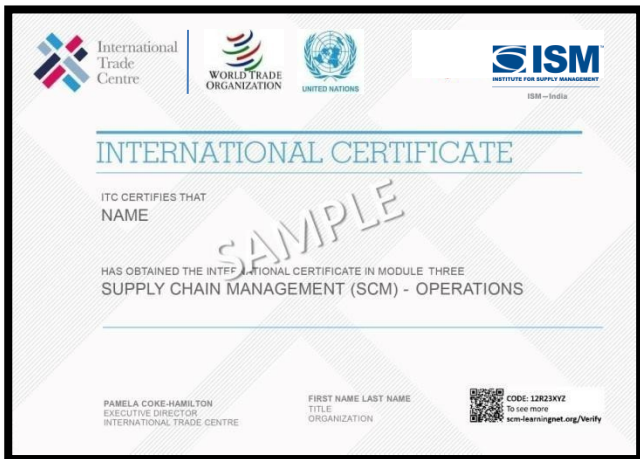 International
Trade
Centre
WORLD TRADE
ORGANIZATION
UNITED NATIONS
ISM
INSTITUTE FOR SUPPLY MANAGEMENT
ISM—India
INTERNATIONAL CERTIFICATE
ITC CERTIFIES THAT
NAME
SAMPLE
HAS OBTAINED THE INTERNATIONAL CERTIFICATE IN MODULE THREE
SUPPLY CHAIN MANAGEMENT (SCM) - OPERATIONS
PAMELA COKE-HAMILTON
EXECUTIVE DIRECTOR
INTERNATIONAL TRADE CENTRE
FIRST NAME LAST NAME
TITLE
ORGANIZATION
CODE: 12R23XYZ
To see more
scm-learningnet.org/Verify